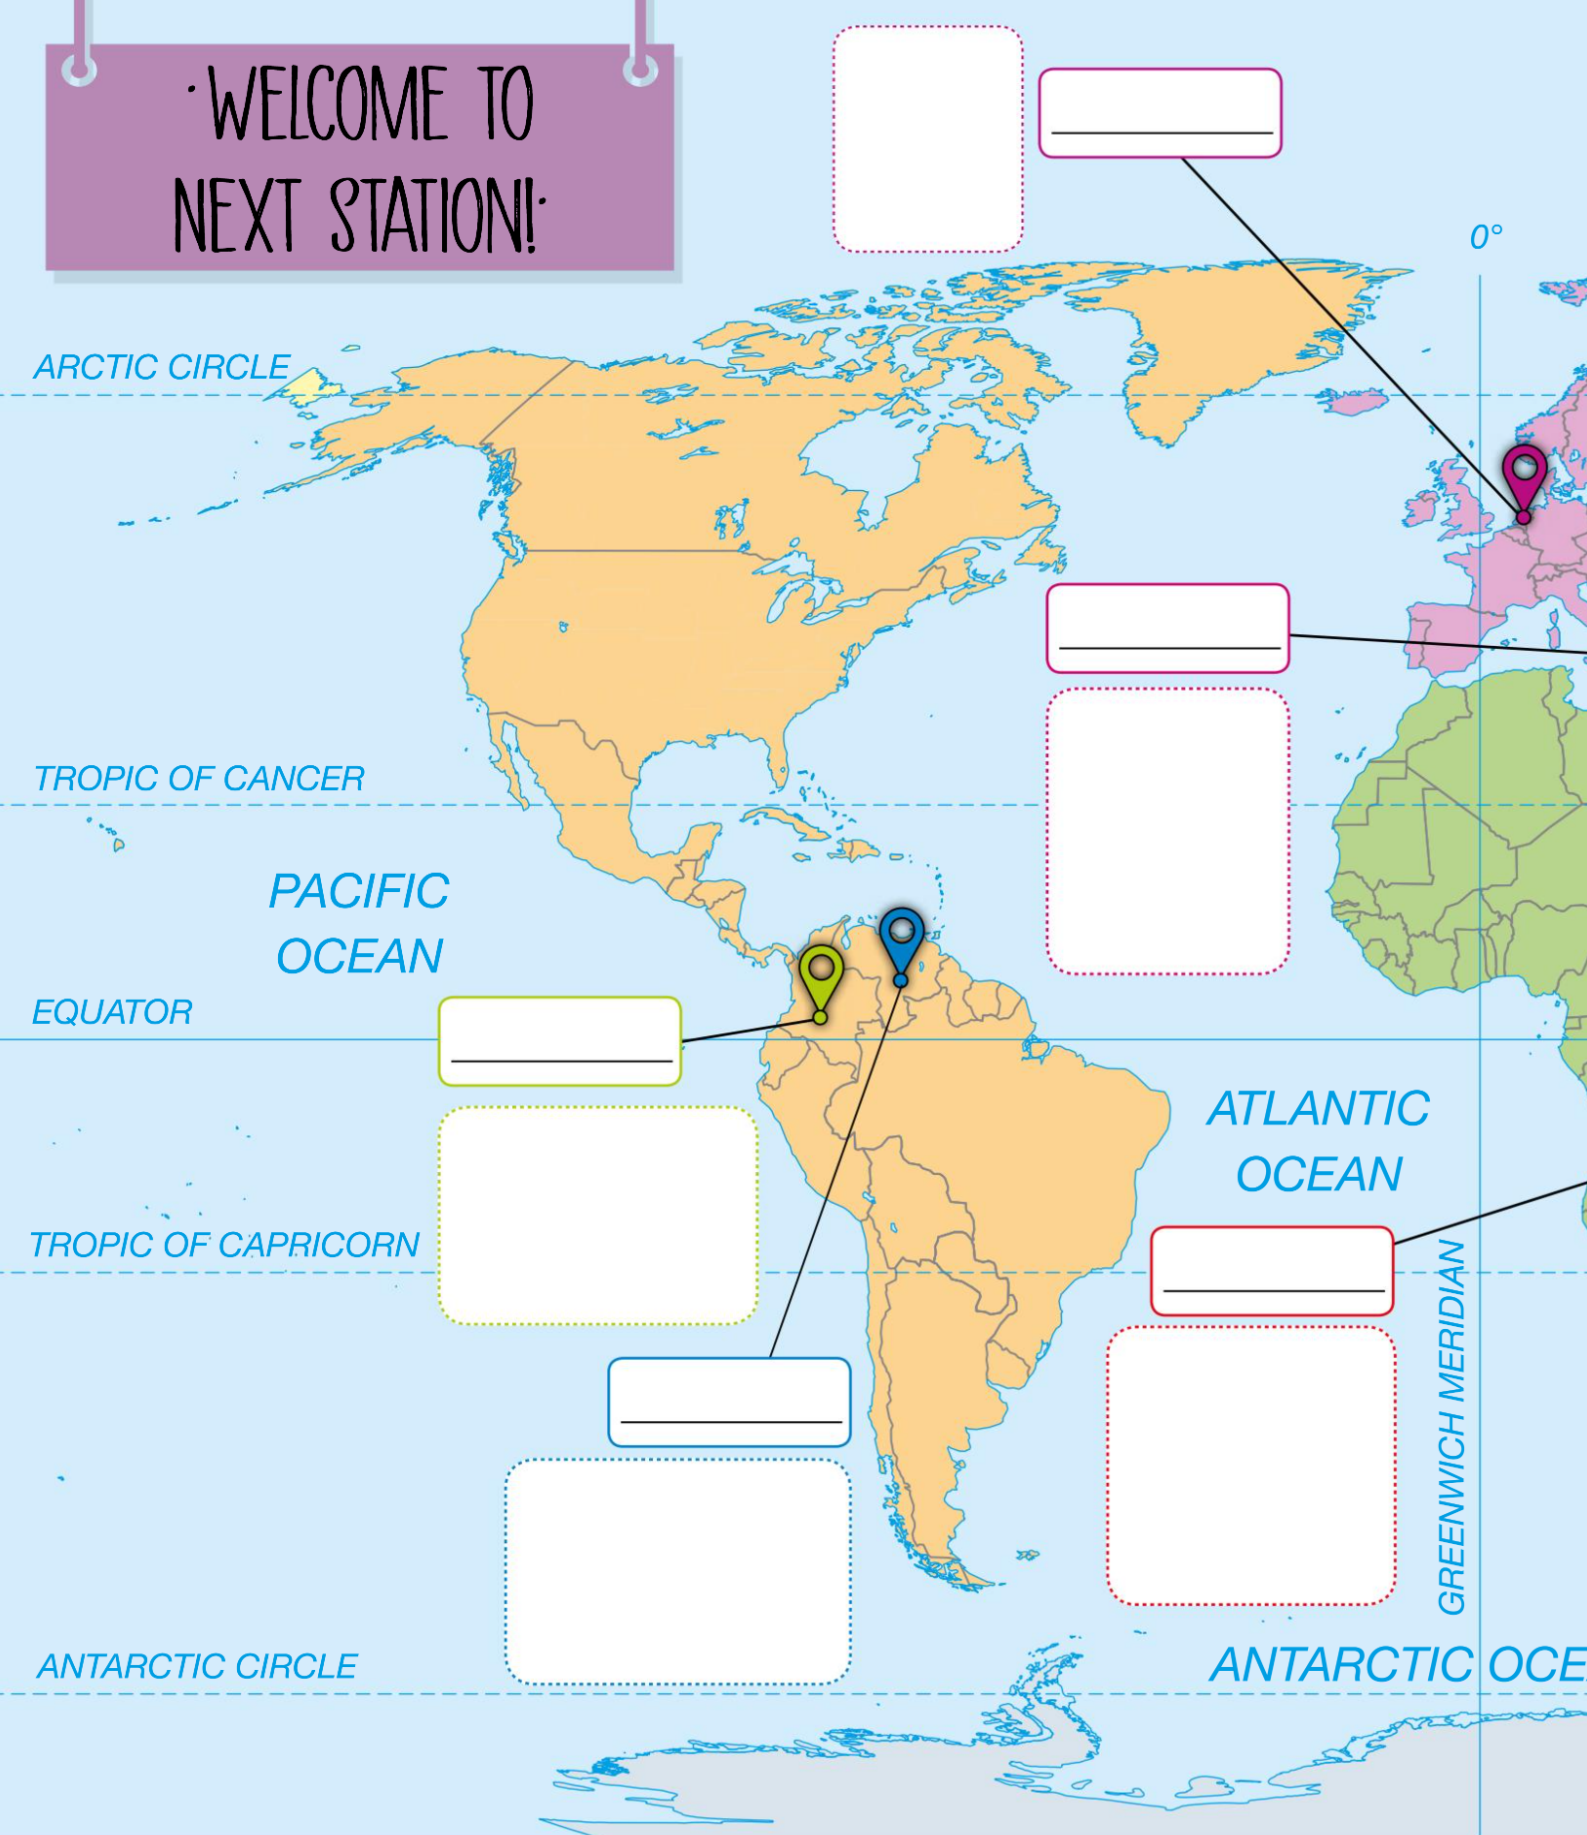 ·WELCOME TO
NEXT STATION!·
0°
ARCTIC CIRCLE
TROPIC OF CANCER
PACIFIC
OCEAN
EQUATOR
ATLANTIC
OCEAN
TROPIC OF CAPRICORN
GREENWICH MERIDIAN
ANTARCTIC CIRCLE
ANTARCTIC OCE